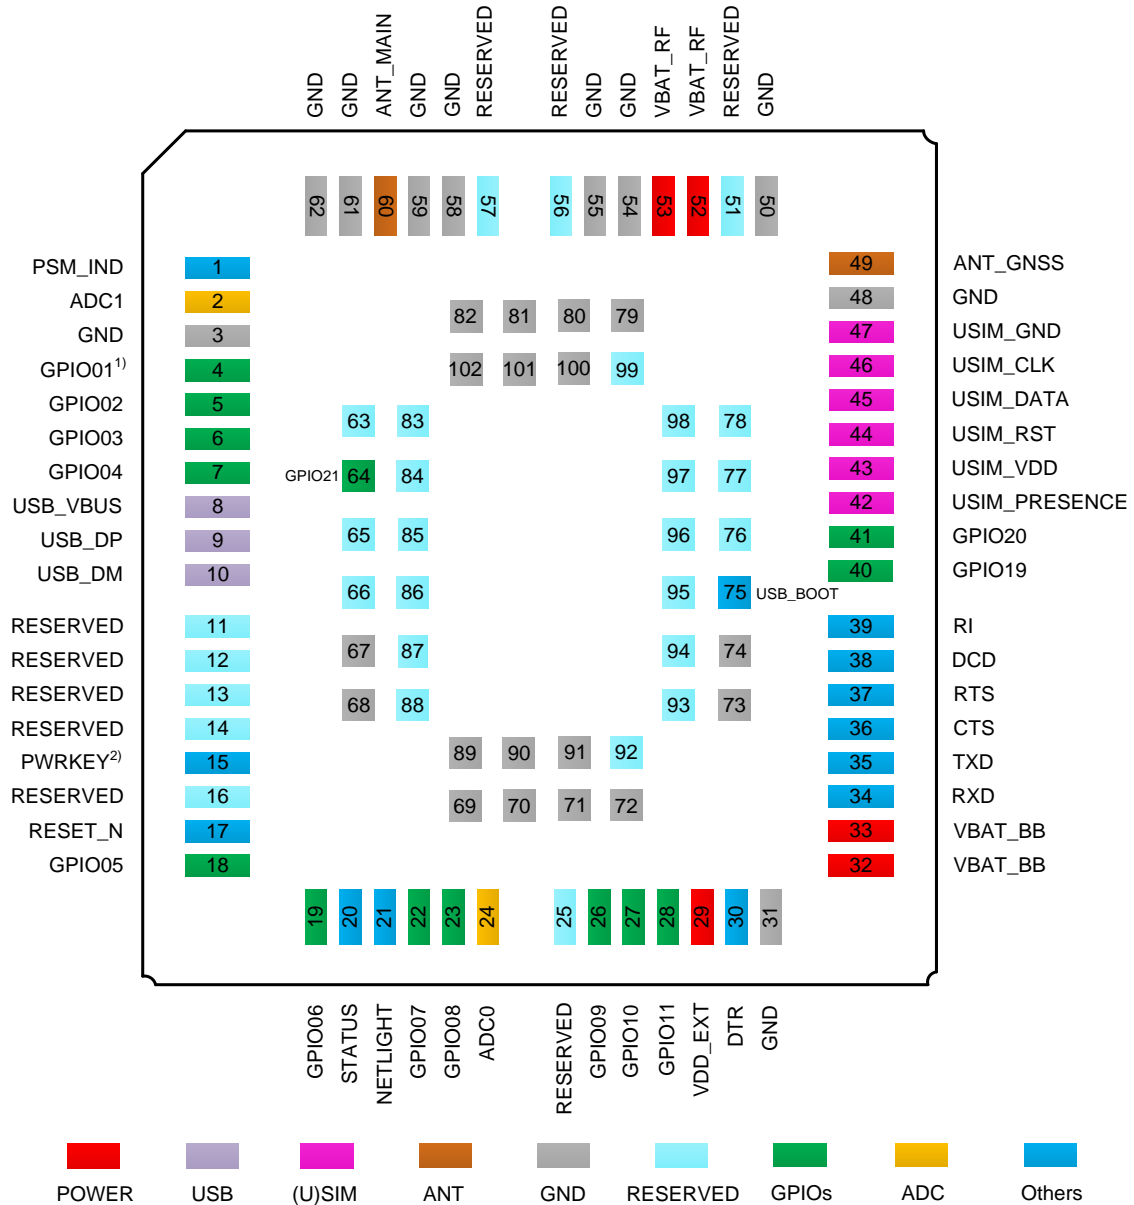 GND GND ANT_MAIN GND GND RESERVED RESERVED GND GND VBAT_RF VBAT_RF RESERVED GND
62 61 60 59 58 57 56 55 54 53 52 51 50
PSM_IND 1 49 ANT_GNSS
ADC1 2 48 GND
GND 3 82 81 80 79 47 USIM_GND
GPIO01¹⁾ 4 102 101 100 99 46 USIM_CLK
GPIO02 5 45 USIM_DATA
GPIO03 6 63 83 98 78 44 USIM_RST
GPIO04 7 GPIO21 64 84 97 77 43 USIM_VDD
USB_VBUS 8 42 USIM_PRESENCE
USB_DP 9 65 85 96 76 41 GPIO20
USB_DM 10 66 86 95 75 USB_BOOT 40 GPIO19
RESERVED 11 39 RI
RESERVED 12 67 87 94 74 38 DCD
RESERVED 13 68 88 93 73 37 RTS
RESERVED 14 36 CTS
PWRKEY²⁾ 15 89 90 91 92 35 TXD
RESERVED 16 69 70 71 72 34 RXD
RESET_N 17 33 VBAT_BB
GPIO05 18 32 VBAT_BB
19 20 21 22 23 24 25 26 27 28 29 30 31
GPIO06 STATUS NETLIGHT GPIO07 GPIO08 ADC0 RESERVED GPIO09 GPIO10 GPIO11 VDD_EXT DTR GND
POWER USB (U)SIM ANT GND RESERVED GPIOs ADC Others